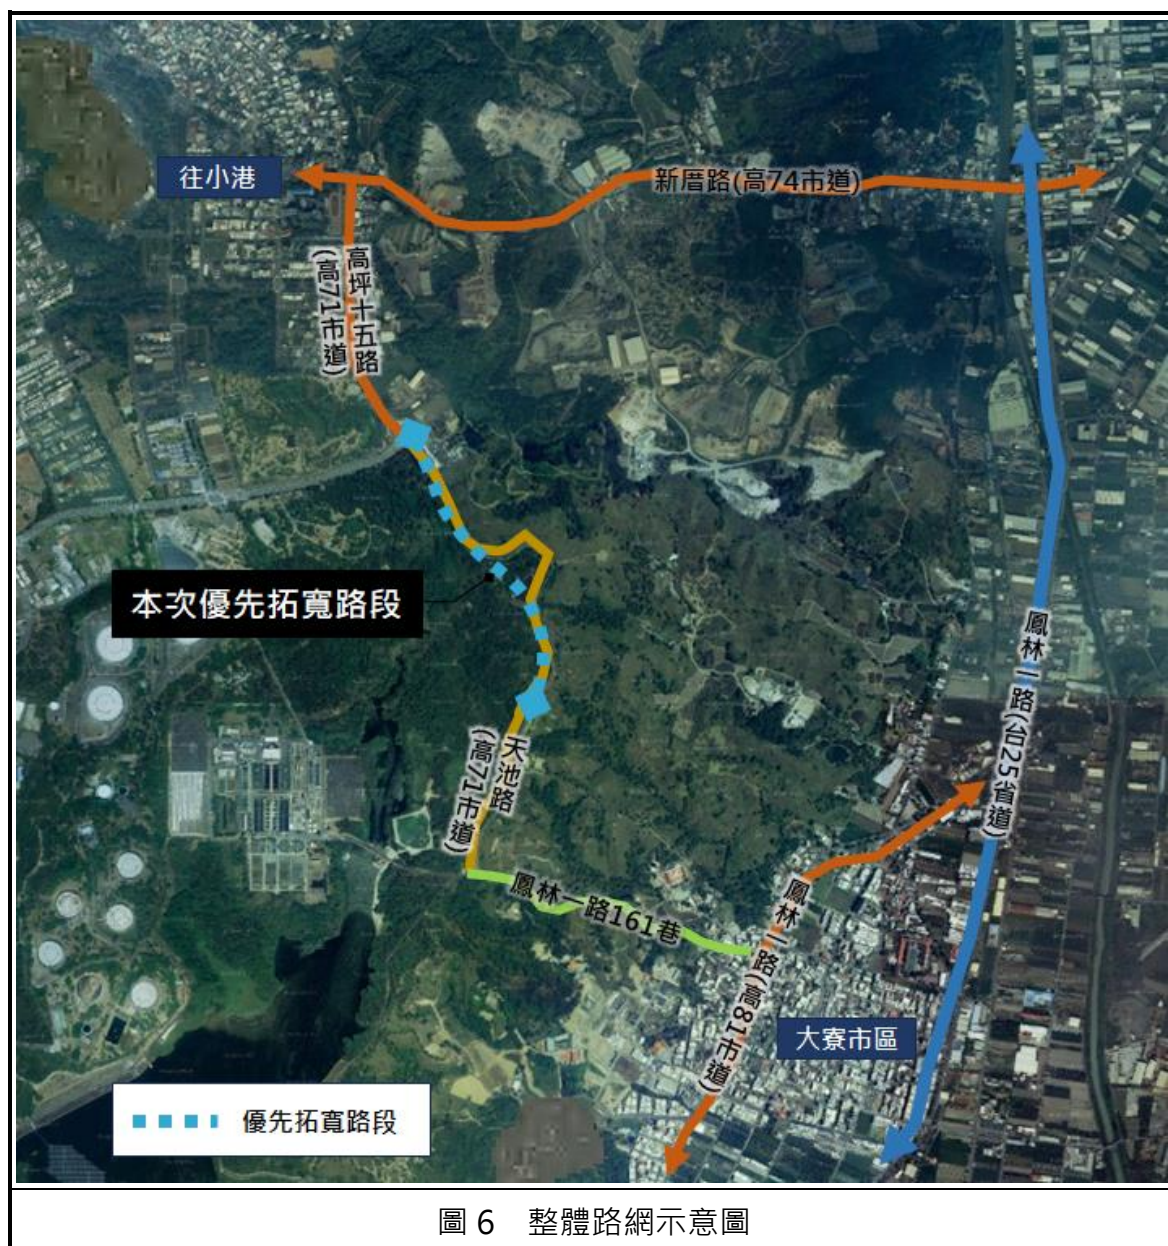 往小港
新厝路(高74市道)
高坪十五路
(高71市道)
本次優先拓寬路段
鳳林一路(台25省道)
天池路
(高71市道)
鳳林一路161巷
鳳林一路(高81市道)
大寮市區
優先拓寬路段
圖 6 整體路網示意圖